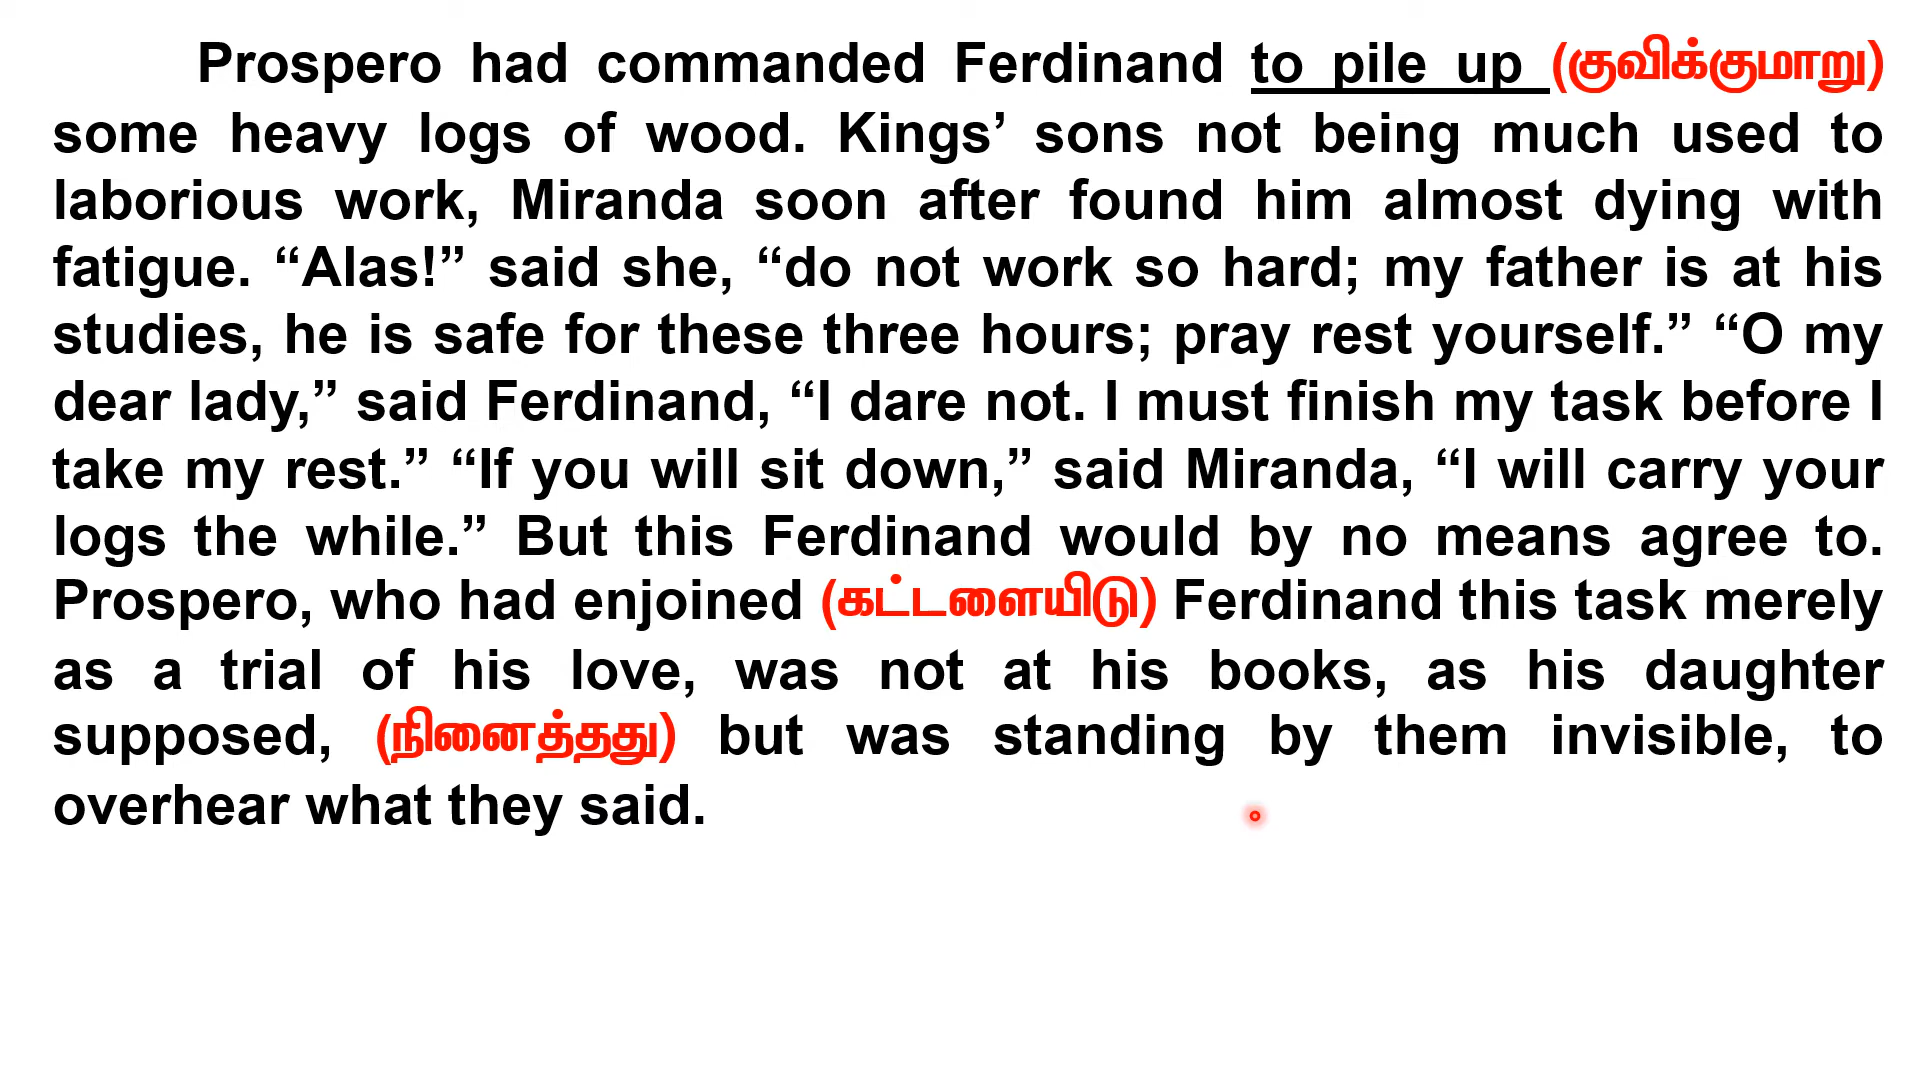 Prospero had commanded Ferdinand to pile up (குவிக்குமாறு)
some heavy logs of wood. Kings’ sons not being much used to
laborious work, Miranda soon after found him almost dying with
fatigue. “Alas!” said she, “do not work so hard; my father is at his
studies, he is safe for these three hours; pray rest yourself.” “O my
dear lady,” said Ferdinand, “I dare not. I must finish my task before I
take my rest.” “If you will sit down,” said Miranda, “I will carry your
logs the while.” But this Ferdinand would by no means agree to.
Prospero, who had enjoined (கட்டளையிடு) Ferdinand this task merely
as a trial of his love, was not at his books, as his daughter
supposed, (நினைத்தது) but was standing by them invisible, to
overhear what they said.